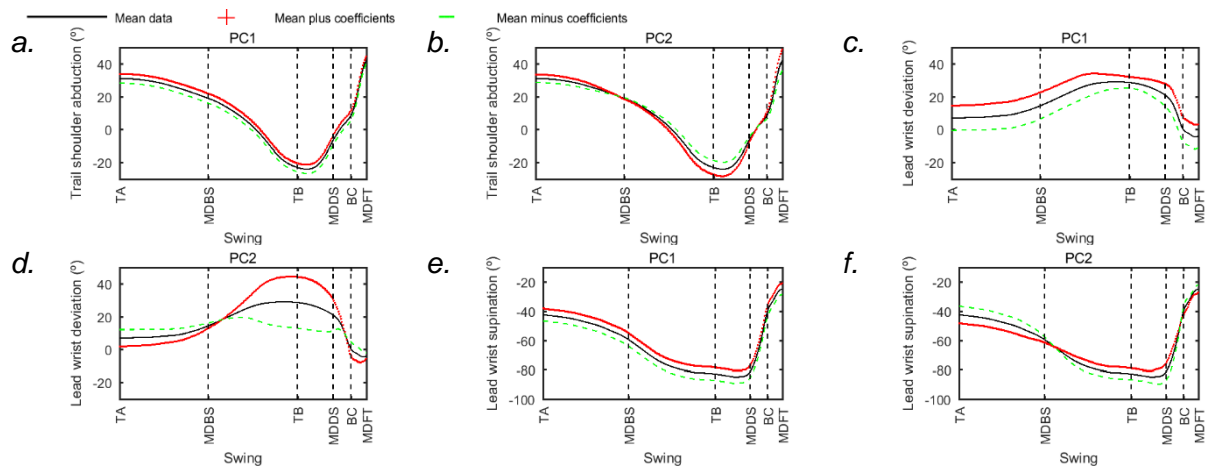 Mean data
Mean plus coefficients
Mean minus coefficients
a.
PC1
Trail shoulder abduction (º)
40
20
0
-20
TA
MDBS
TB
MDDS
BC
MDFT
Swing
b.
PC2
Trail shoulder abduction (º)
40
20
0
-20
TA
MDBS
TB
MDDS
BC
MDFT
Swing
c.
PC1
Lead wrist deviation (º)
40
20
0
-20
TA
MDBS
TB
MDDS
BC
MDFT
Swing
d.
PC2
Lead wrist deviation (º)
40
20
0
-20
TA
MDBS
TB
MDDS
BC
MDFT
Swing
e.
PC1
Lead wrist supination (º)
-20
-40
-60
-80
-100
TA
MDBS
TB
MDDS
BC
MDFT
Swing
f.
PC2
Lead wrist supination (º)
-20
-40
-60
-80
-100
TA
MDBS
TB
MDDS
BC
MDFT
Swing